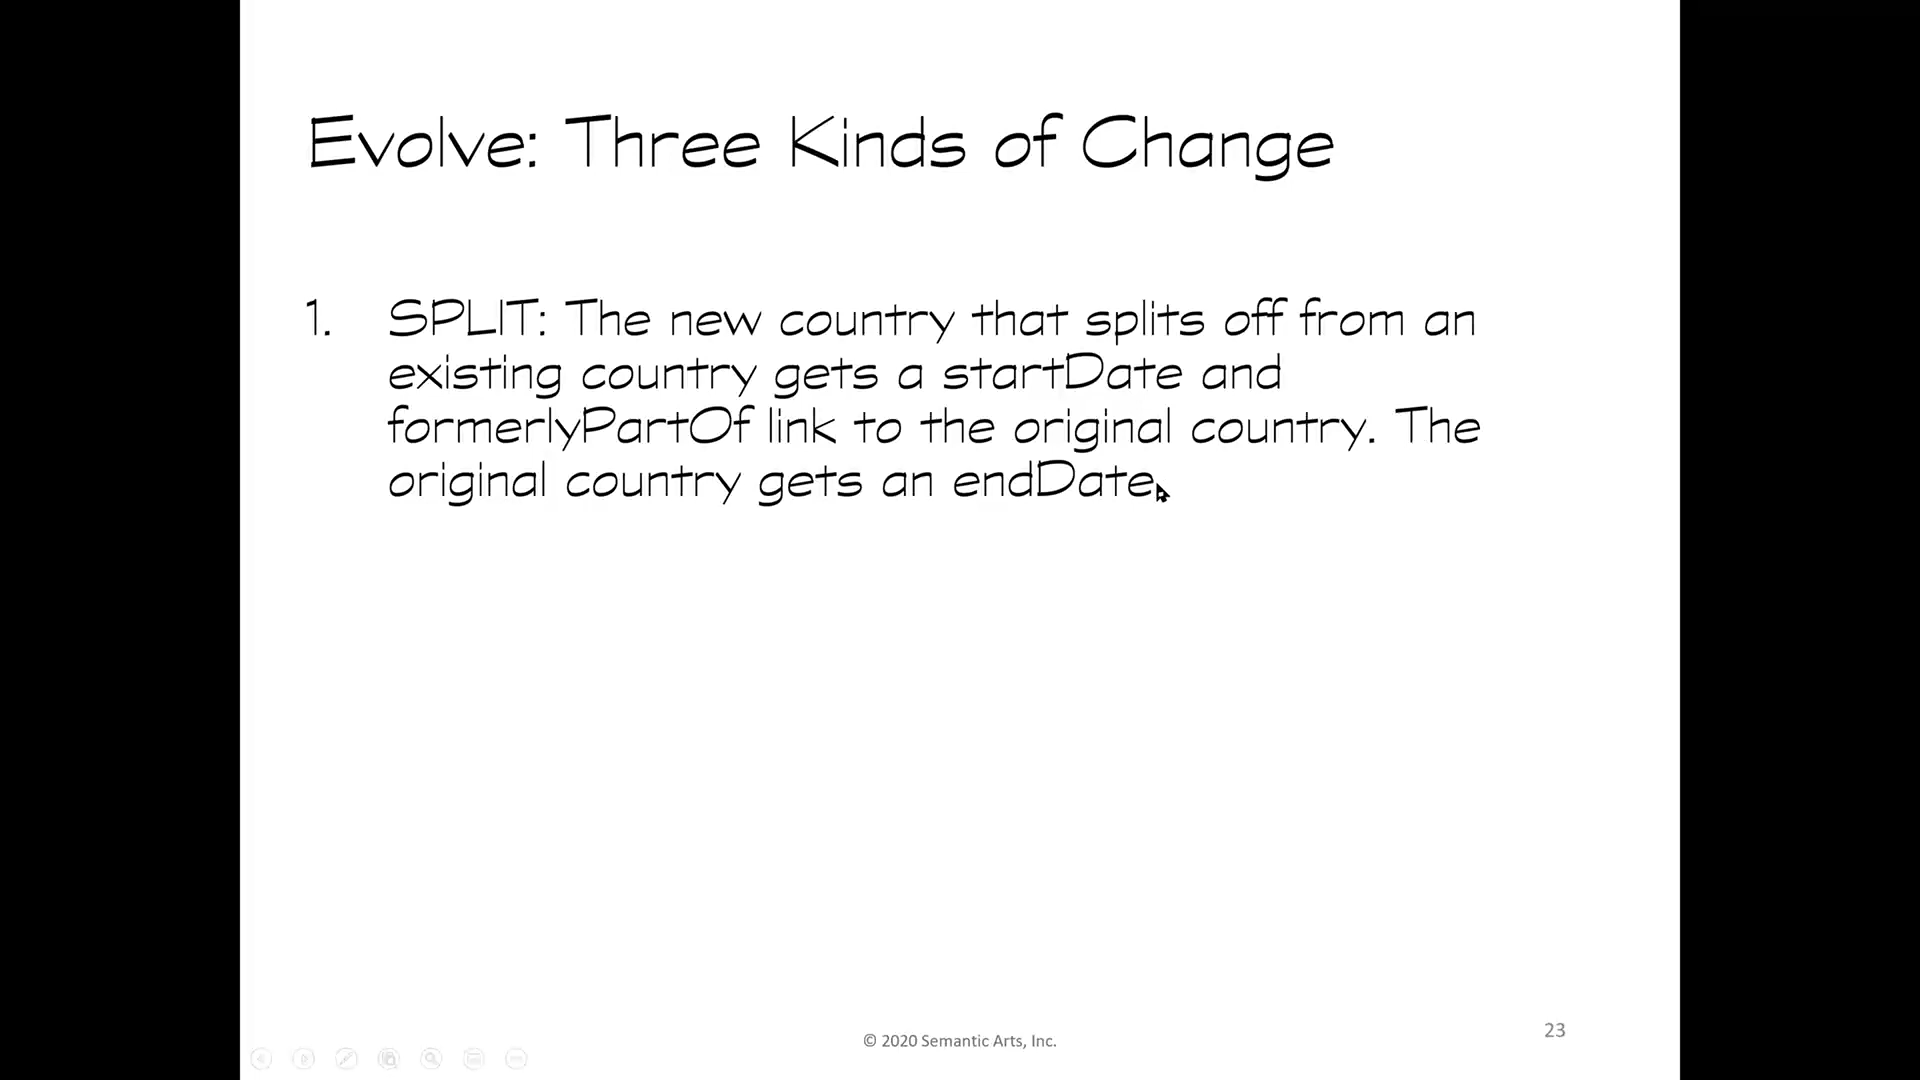 Evolve: Three Kinds of Change
1. SPLIT: The new country that splits off from an
existing country gets a startDate and
formerlyPartOf link to the original country. The
original country gets an endDate.
© 2020 Semantic Arts, Inc.
23